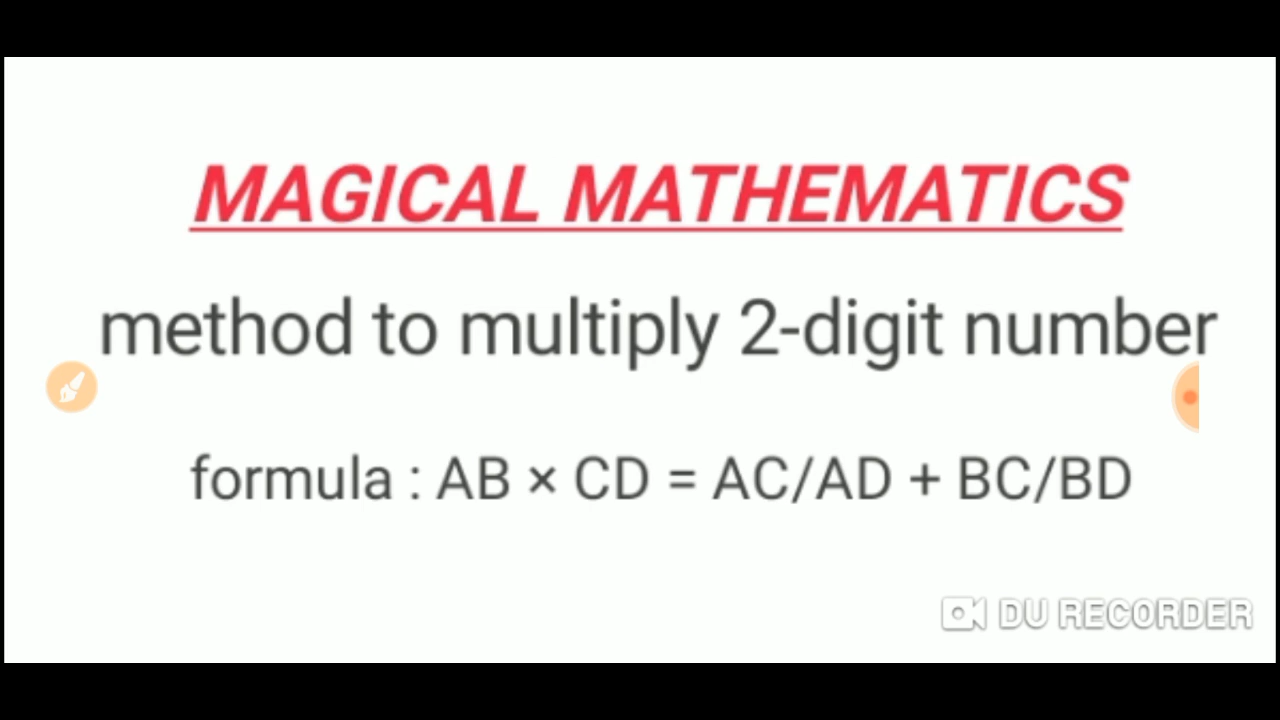 MAGICAL MATHEMATICS
method to multiply 2-digit number
formula : AB × CD = AC/AD + BC/BD
DU RECORDER